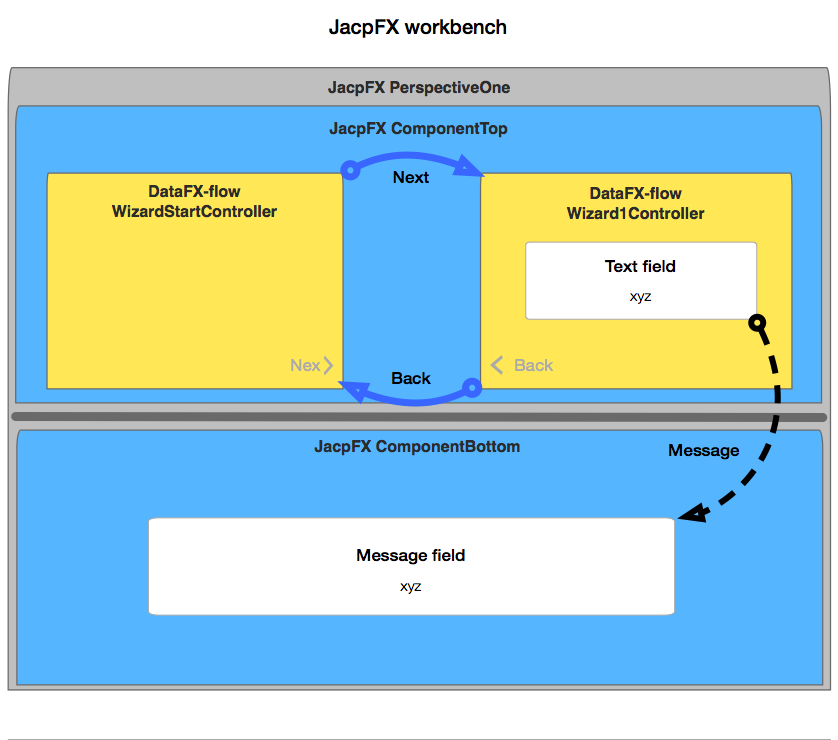 JacpFX workbench
JacpFX PerspectiveOne
JacpFX ComponentTop
DataFX-flow
WizardStartController
Next
DataFX-flow
Wizard1Controller
Text field
xyz
Nex
Back
Back
JacpFX ComponentBottom
Message
Message field
xyz